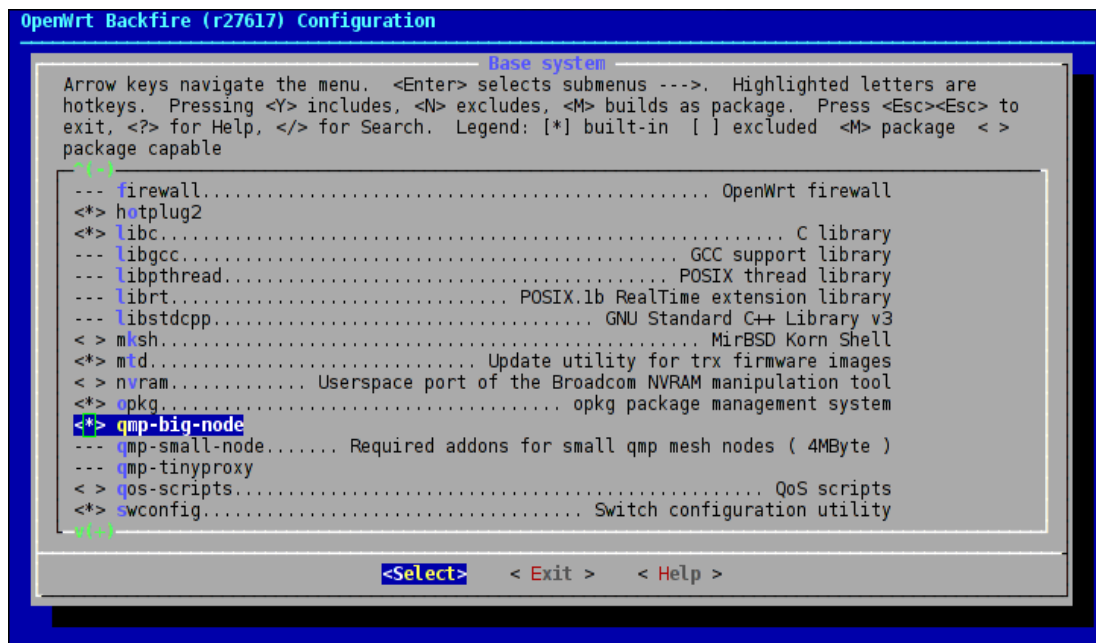 OpenWrt Backfire (r27617) Configuration
Base system
Arrow keys navigate the menu.  <Enter> selects submenus --->.  Highlighted letters are
hotkeys.  Pressing <Y> includes, <N> excludes, <M> builds as package.  Press <Esc><Esc> to
exit, <?> for Help, </> for Search.  Legend: [*] built-in  [ ] excluded  <M> package  < >
package capable
^(-)
--- firewall................................................ OpenWrt firewall
<*> hotplug2
<*> libc........................................................... C library
--- libgcc............................................... GCC support library
--- libpthread.......................................... POSIX thread library
--- librt................................ POSIX.1b RealTime extension library
--- libstdcpp...................................... GNU Standard C++ Library v3
< > mksh..................................................... MirBSD Korn Shell
<*> mtd............................... Update utility for trx firmware images
< > nvram............. Userspace port of the Broadcom NVRAM manipulation tool
<*> opkg...................................... opkg package management system
<*> qmp-big-node
--- qmp-small-node....... Required addons for small qmp mesh nodes ( 4MByte )
--- qmp-tinyproxy
< > qos-scripts.................................................. QoS scripts
<*> swconfig.................................... Switch configuration utility
v(+)
<Select>    < Exit >    < Help >